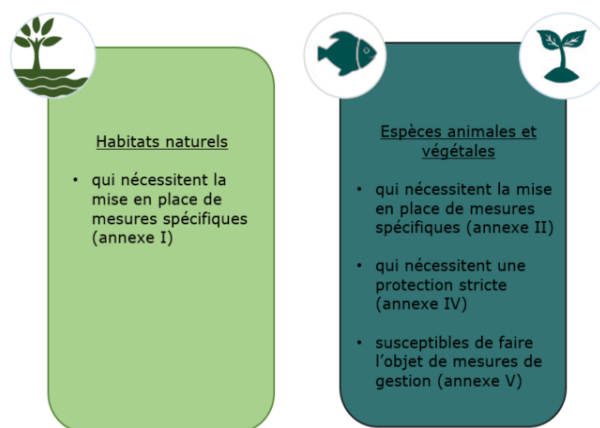 Habitats naturels
• qui nécessitent la
mise en place de
mesures spécifiques
(annexe I)
Espèces animales et
végétales
• qui nécessitent la mise
en place de mesures
spécifiques (annexe II)
• qui nécessitent une
protection stricte
(annexe IV)
• susceptibles de faire
l'objet de mesures de
gestion (annexe V)